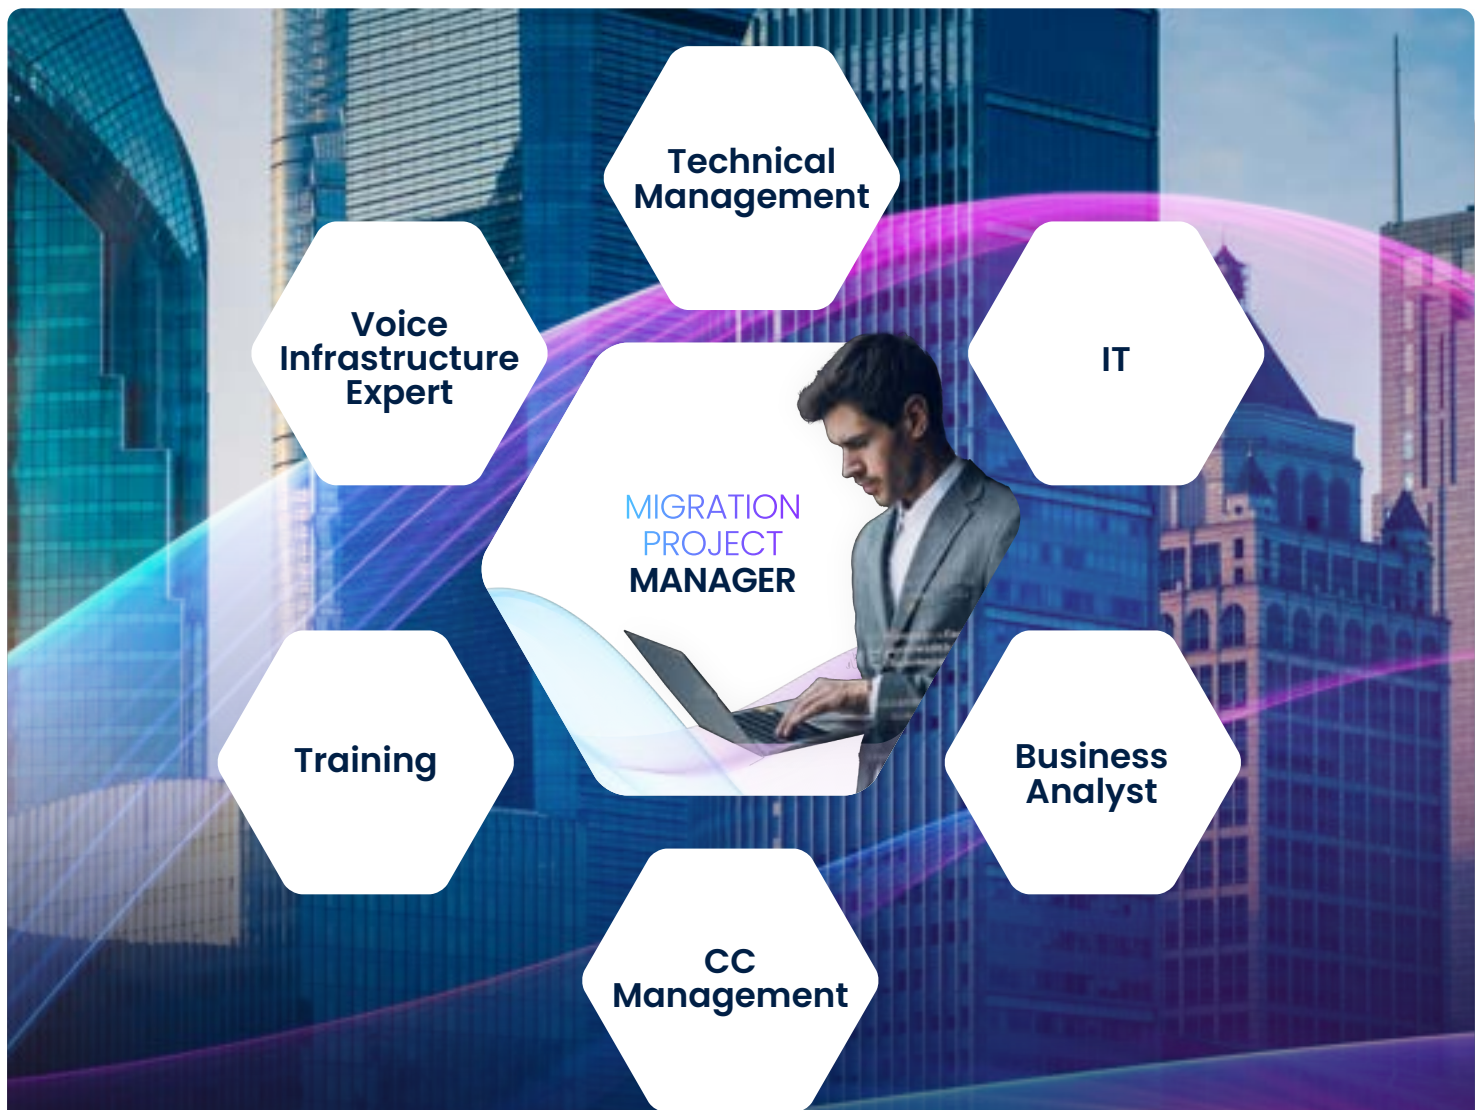 Technical
Management
Voice
Infrastructure
Expert
IT
MIGRATION
PROJECT
MANAGER
Training
Business
Analyst
CC
Management